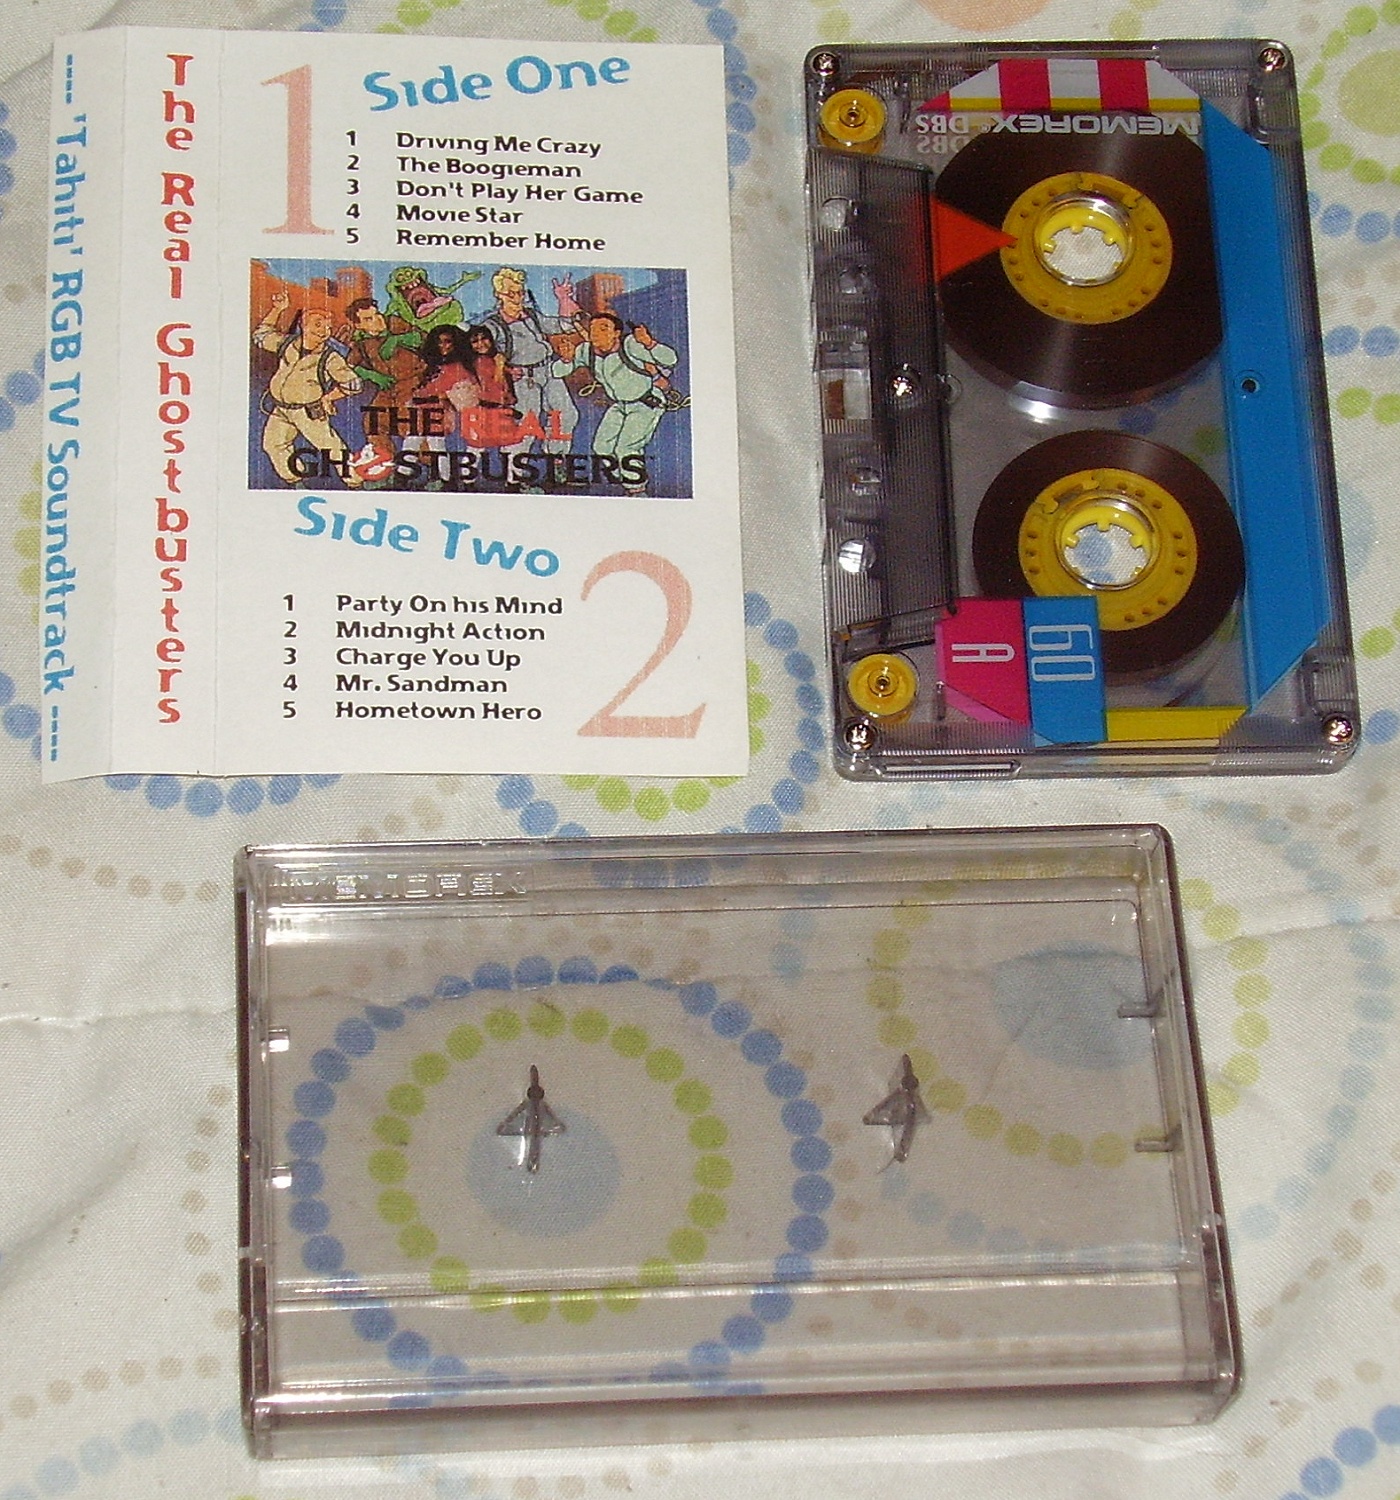 ---- 'Tahiti' RGB TV Soundtrack ----
The Real Ghostbusters
1 Side One
1 Driving Me Crazy
2 The Boogieman
3 Don't Play Her Game
4 Movie Star
5 Remember Home
THE REAL
GHOSTBUSTERS
Side Two 2
1 Party On his Mind
2 Midnight Action
3 Charge You Up
4 Mr. Sandman
5 Hometown Hero
MEMOREX DBS
DBS
A 60
MEMOREX